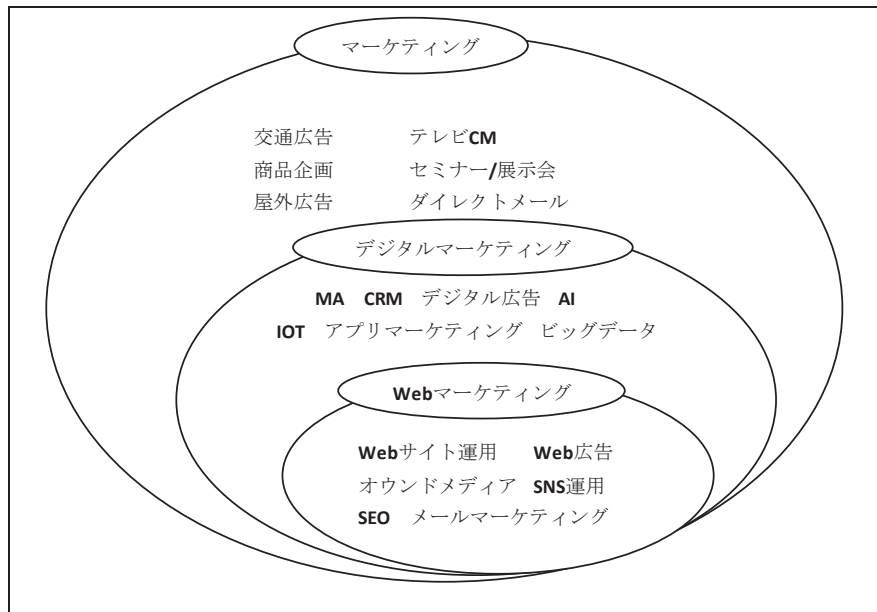 マーケティング
交通広告 テレビCM
商品企画 セミナー/展示会
屋外広告 ダイレクトメール
デジタルマーケティング
MA CRM デジタル広告 AI
IOT アプリマーケティング ビッグデータ
Webマーケティング
Webサイト運用 Web広告
オウンドメディア SNS運用
SEO メールマーケティング